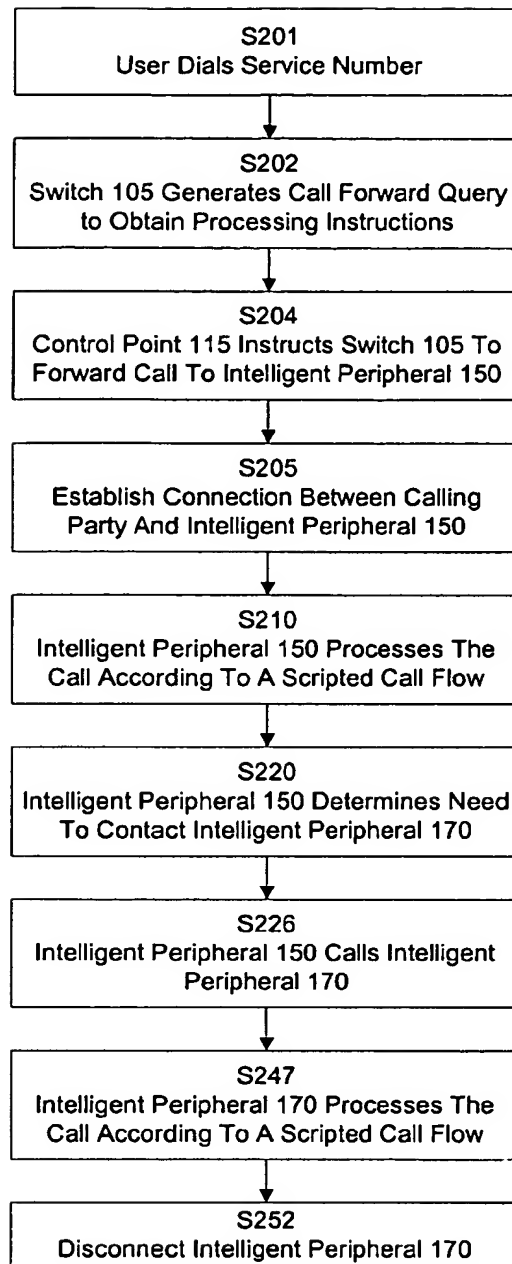 S201
User Dials Service Number
S202
Switch 105 Generates Call Forward Query
to Obtain Processing Instructions
S204
Control Point 115 Instructs Switch 105 To
Forward Call To Intelligent Peripheral 150
S205
Establish Connection Between Calling
Party And Intelligent Peripheral 150
S210
Intelligent Peripheral 150 Processes The
Call According To A Scripted Call Flow
S220
Intelligent Peripheral 150 Determines Need
To Contact Intelligent Peripheral 170
S226
Intelligent Peripheral 150 Calls Intelligent
Peripheral 170
S247
Intelligent Peripheral 170 Processes The
Call According To A Scripted Call Flow
S252
Disconnect Intelligent Peripheral 170